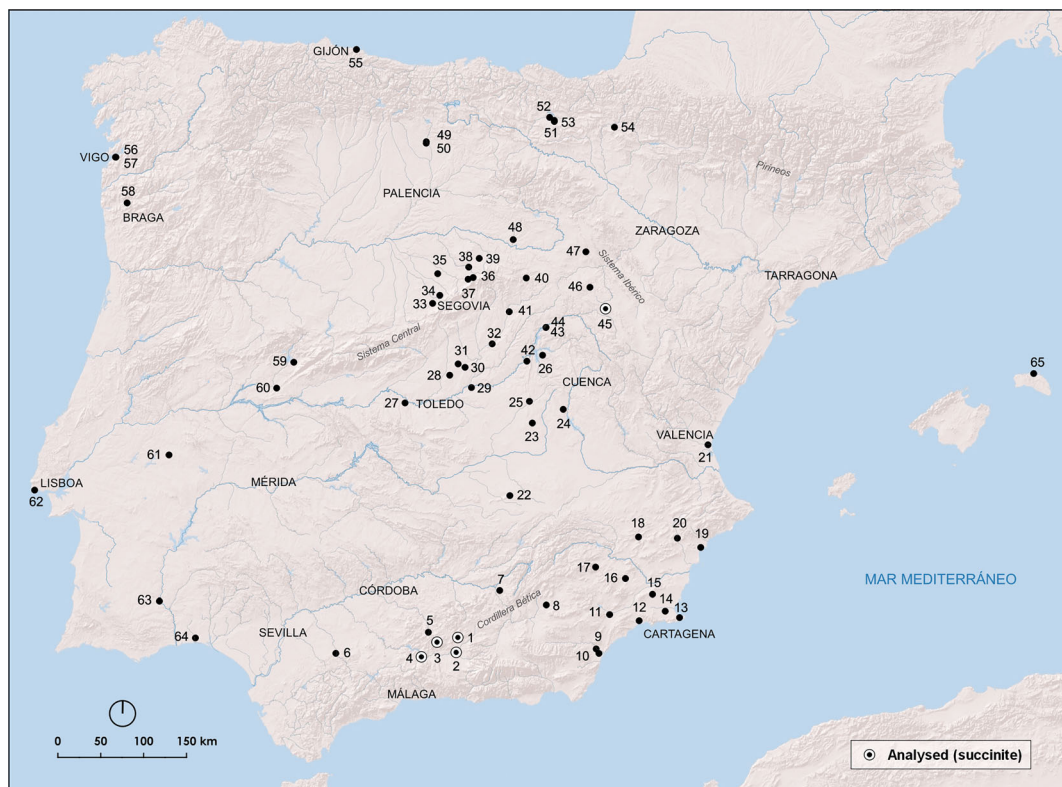 GIJÓN
55
52
53
51
54
49
50
VIGO
56
57
58
BRAGA
PALENCIA
Pirineos
ZARAGOZA
TARRAGONA
48
47
Sistema Ibérico
35
38
39
36
37
40
46
34
33
SEGOVIA
45
41
44
43
Sistema Central
32
42
26
31
30
28
29
CUENCA
59
60
27
TOLEDO
25
24
23
65
VALENCIA
21
61
MÉRIDA
LISBOA
62
22
18
20
19
MAR MEDITERRÁNEO
17
16
15
14
13
12
11
CARTAGENA
7
CÓRDOBA
Cordillera Bética
8
63
64
SEVILLA
5
1
3
2
4
6
9
10
MÁLAGA
0 50 100 150 km
Analysed (succinite)